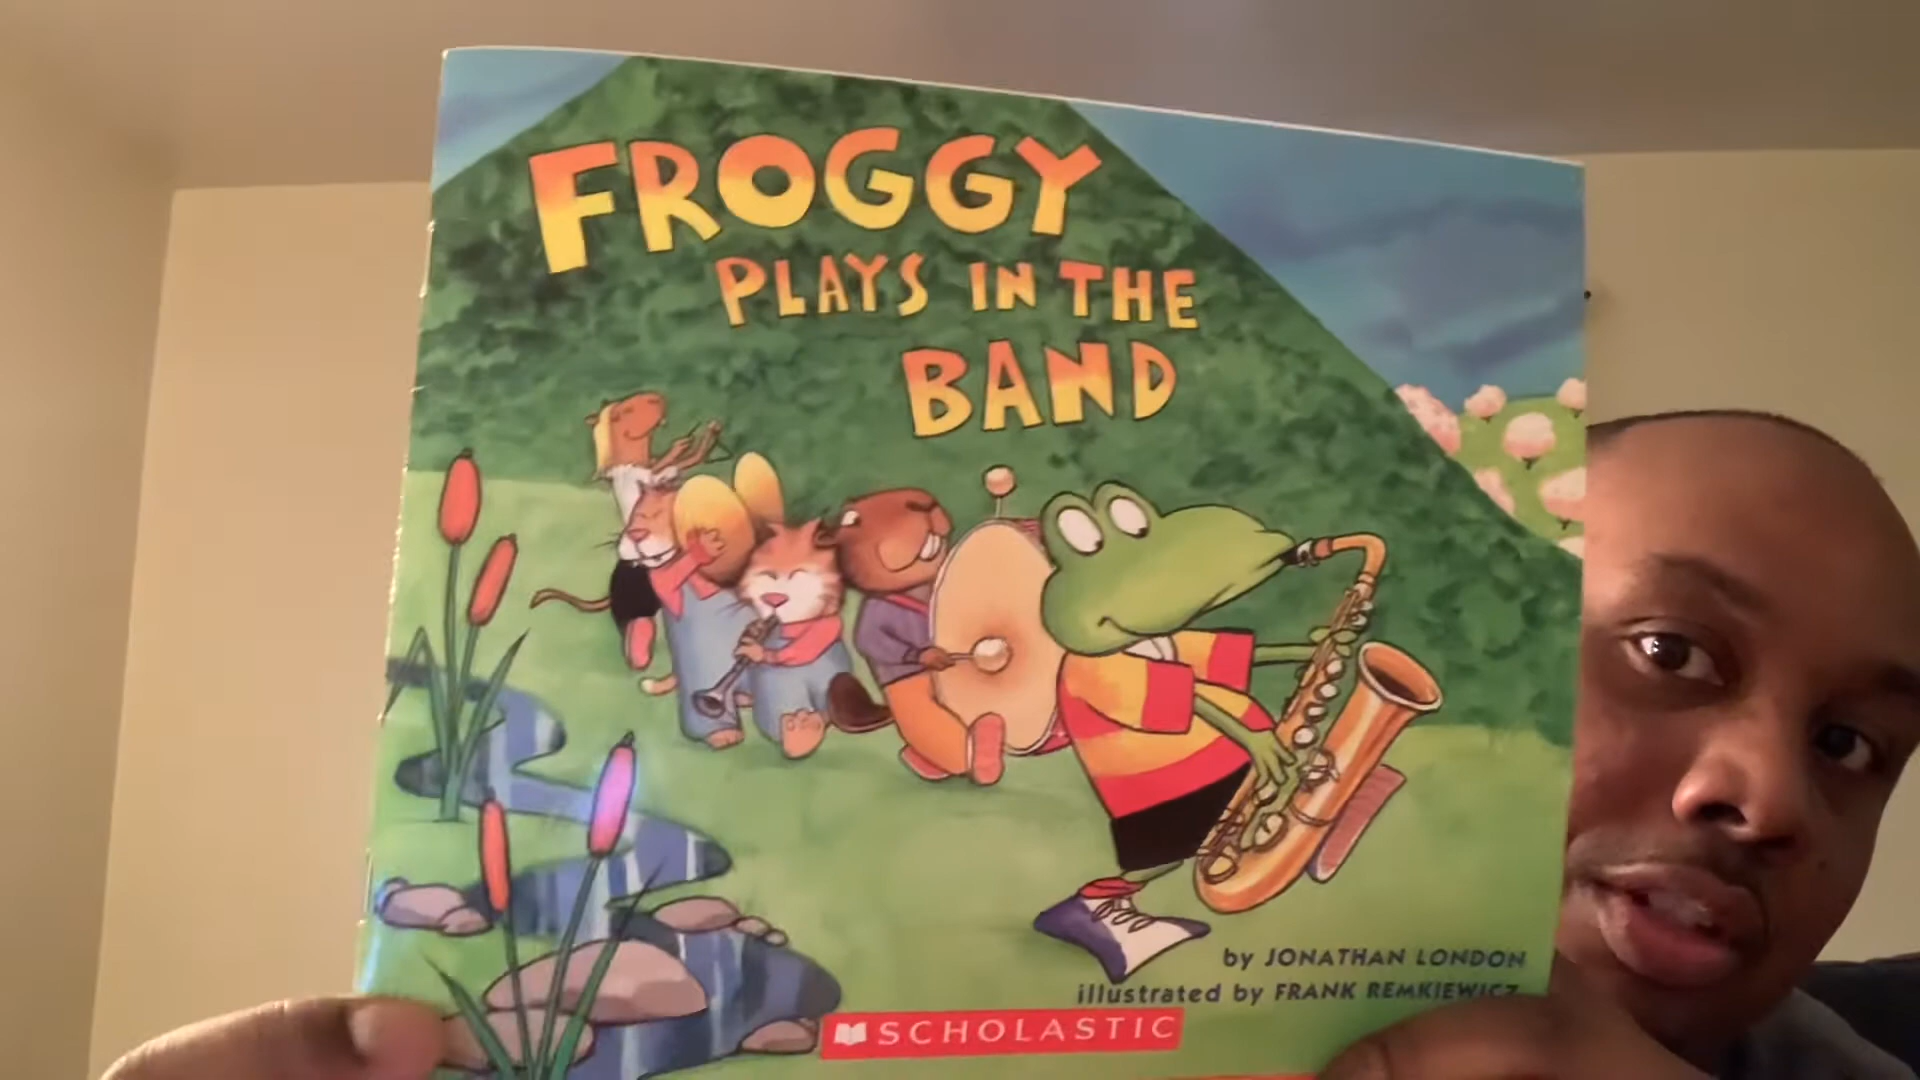 FROGGY
PLAYS IN THE
BAND
by JONATHAN LONDON
illustrated by FRANK REMKIEWICZ
SCHOLASTIC